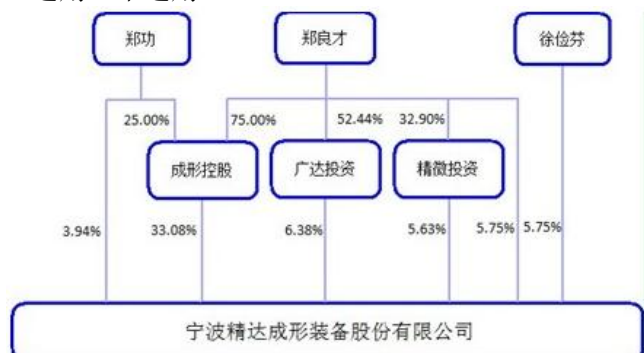 郑功 郑良才 徐俭芬
25.00% 75.00% 52.44% 32.90%
成形控股 广达投资 精微投资
3.94% 33.08% 6.38% 5.63% 5.75% 5.75%
宁波精达成形装备股份有限公司